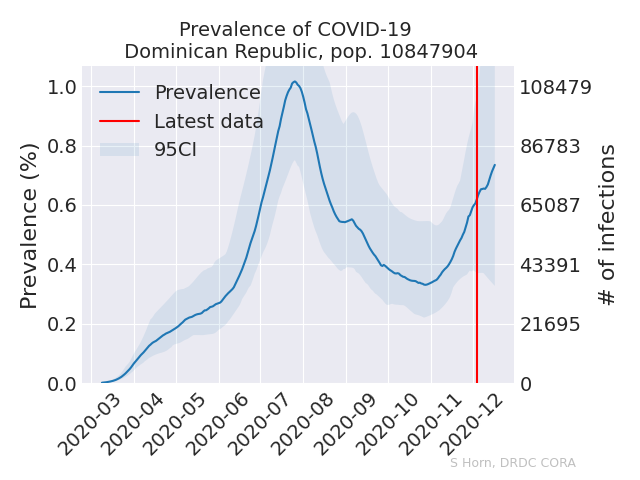 Prevalence of COVID-19
Dominican Republic, pop. 10847904
Prevalence
Latest data
95CI
Prevalence (%)
1.0
0.8
0.6
0.4
0.2
0.0
108479
86783
65087
43391
21695
0
# of infections
2020-03
2020-04
2020-05
2020-06
2020-07
2020-08
2020-09
2020-10
2020-11
2020-12
S Horn, DRDC CORA